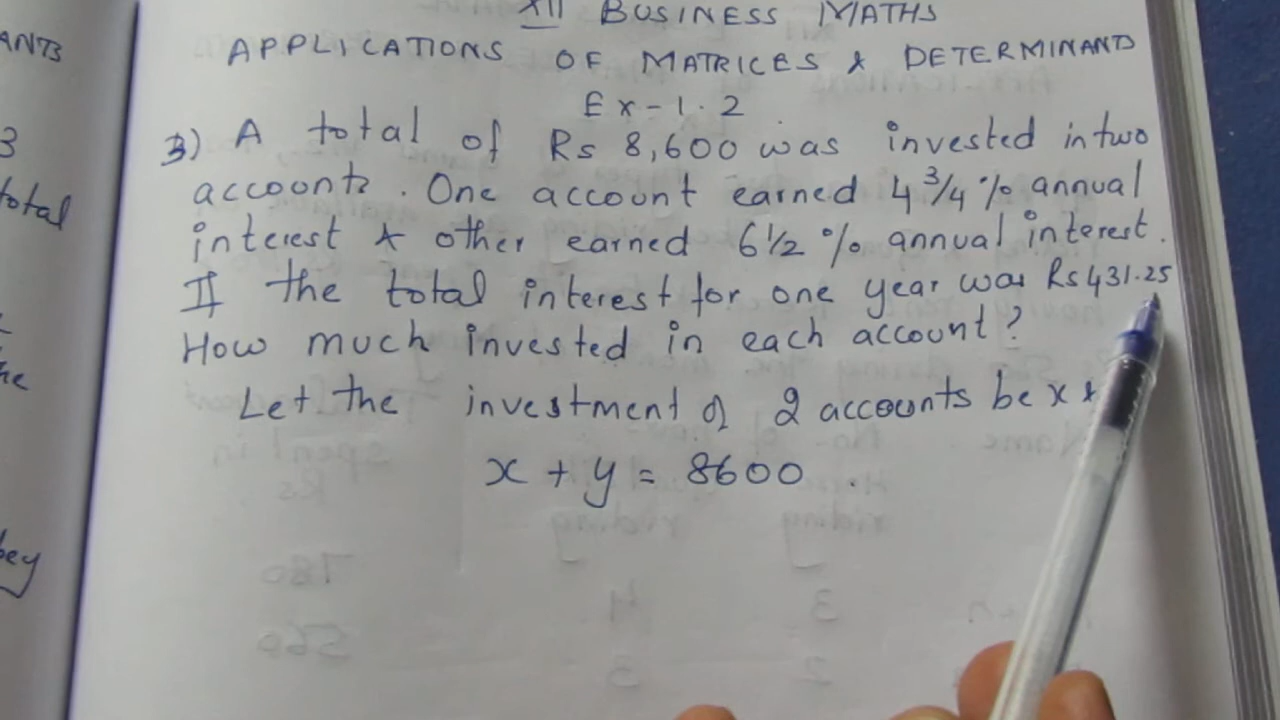 XII BUSINESS MATHS
APPLICATIONS OF MATRICES & DETERMINANTS
Ex-1.2
3) A total of Rs 8,600 was invested in two
accounts. One account earned 4 3/4 % annual
interest & other earned 6 1/2 % annual interest.
If the total interest for one year was Rs 431.25
How much invested in each account?
Let the investment of 2 accounts be x &
x + y = 8600
ANTS
3
total